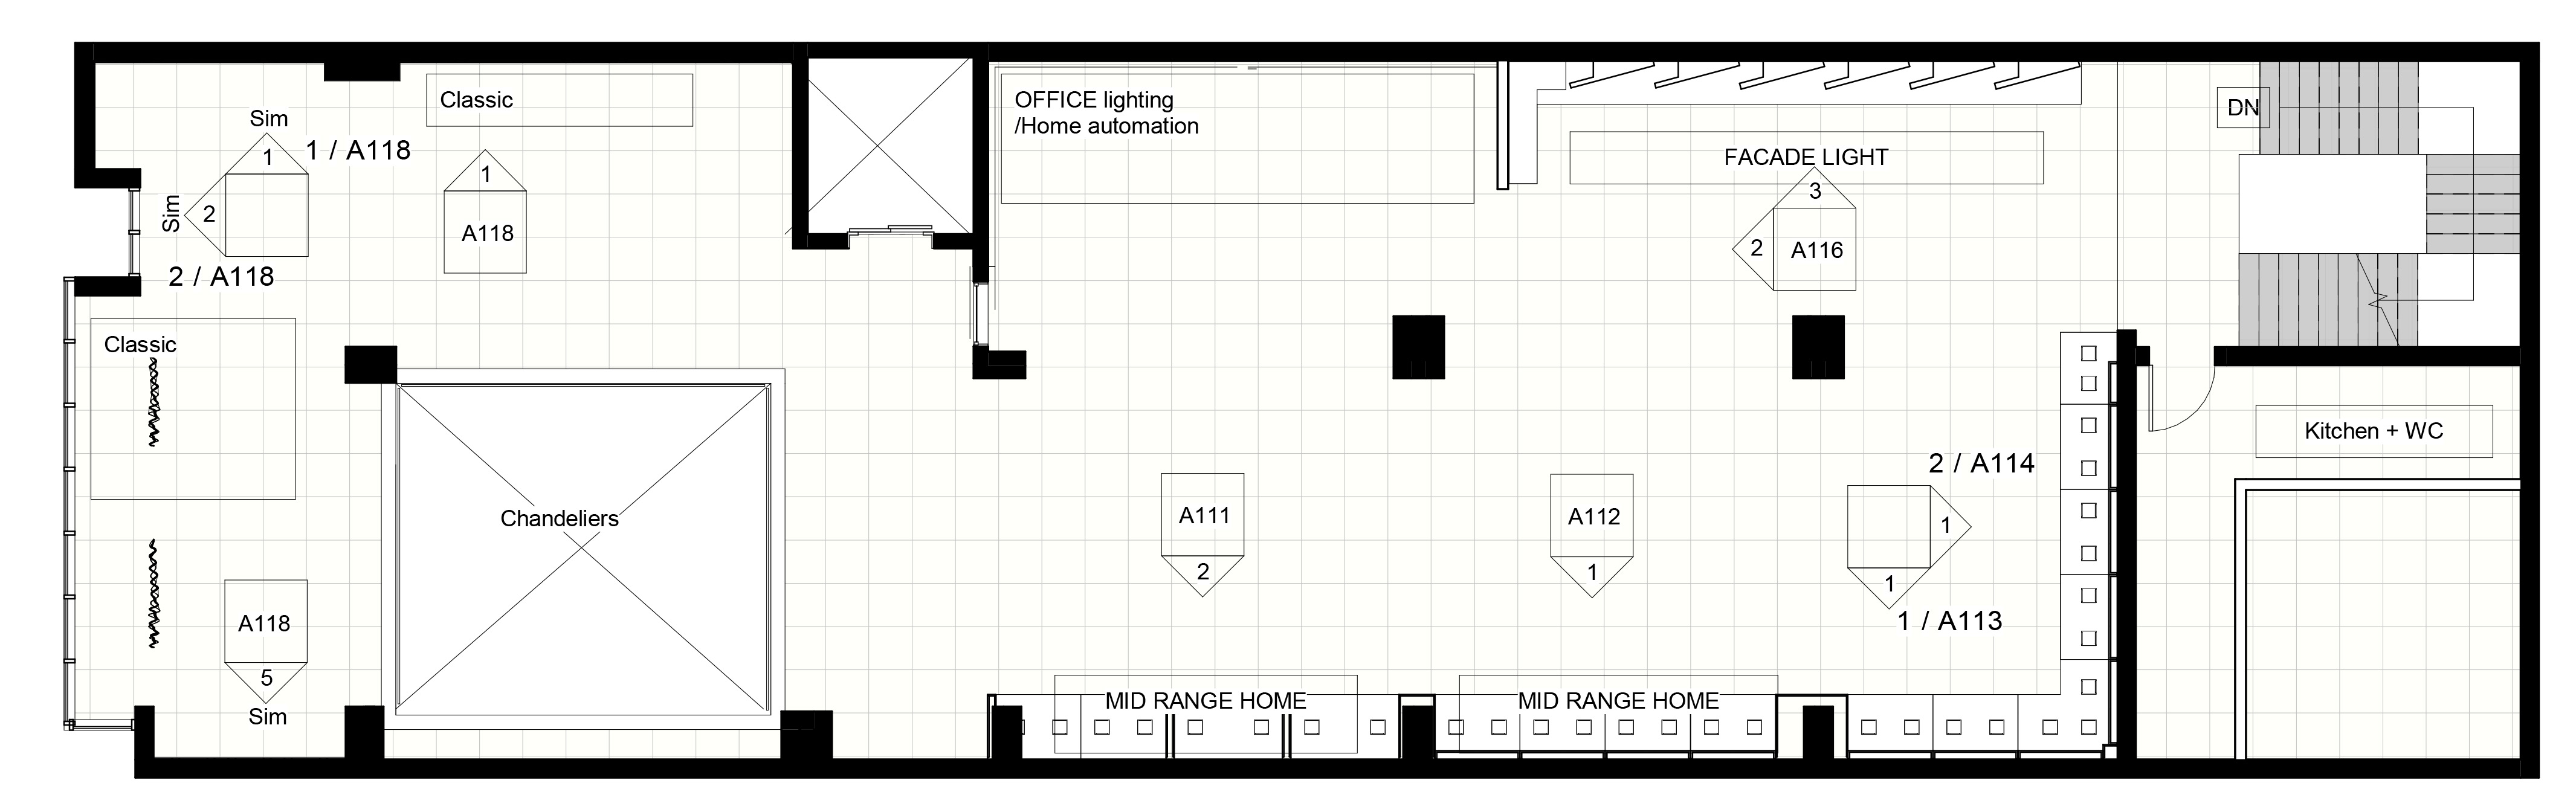 Classic
OFFICE lighting
/Home automation
Sim
1
1 / A118
Sim
2
2 / A118
1
A118
FACADE LIGHT
3
2
A116
DN
Classic
Chandeliers
Kitchen + WC
2 / A114
A111
2
A112
1
1
1
1 / A113
A118
5
Sim
MID RANGE HOME
MID RANGE HOME